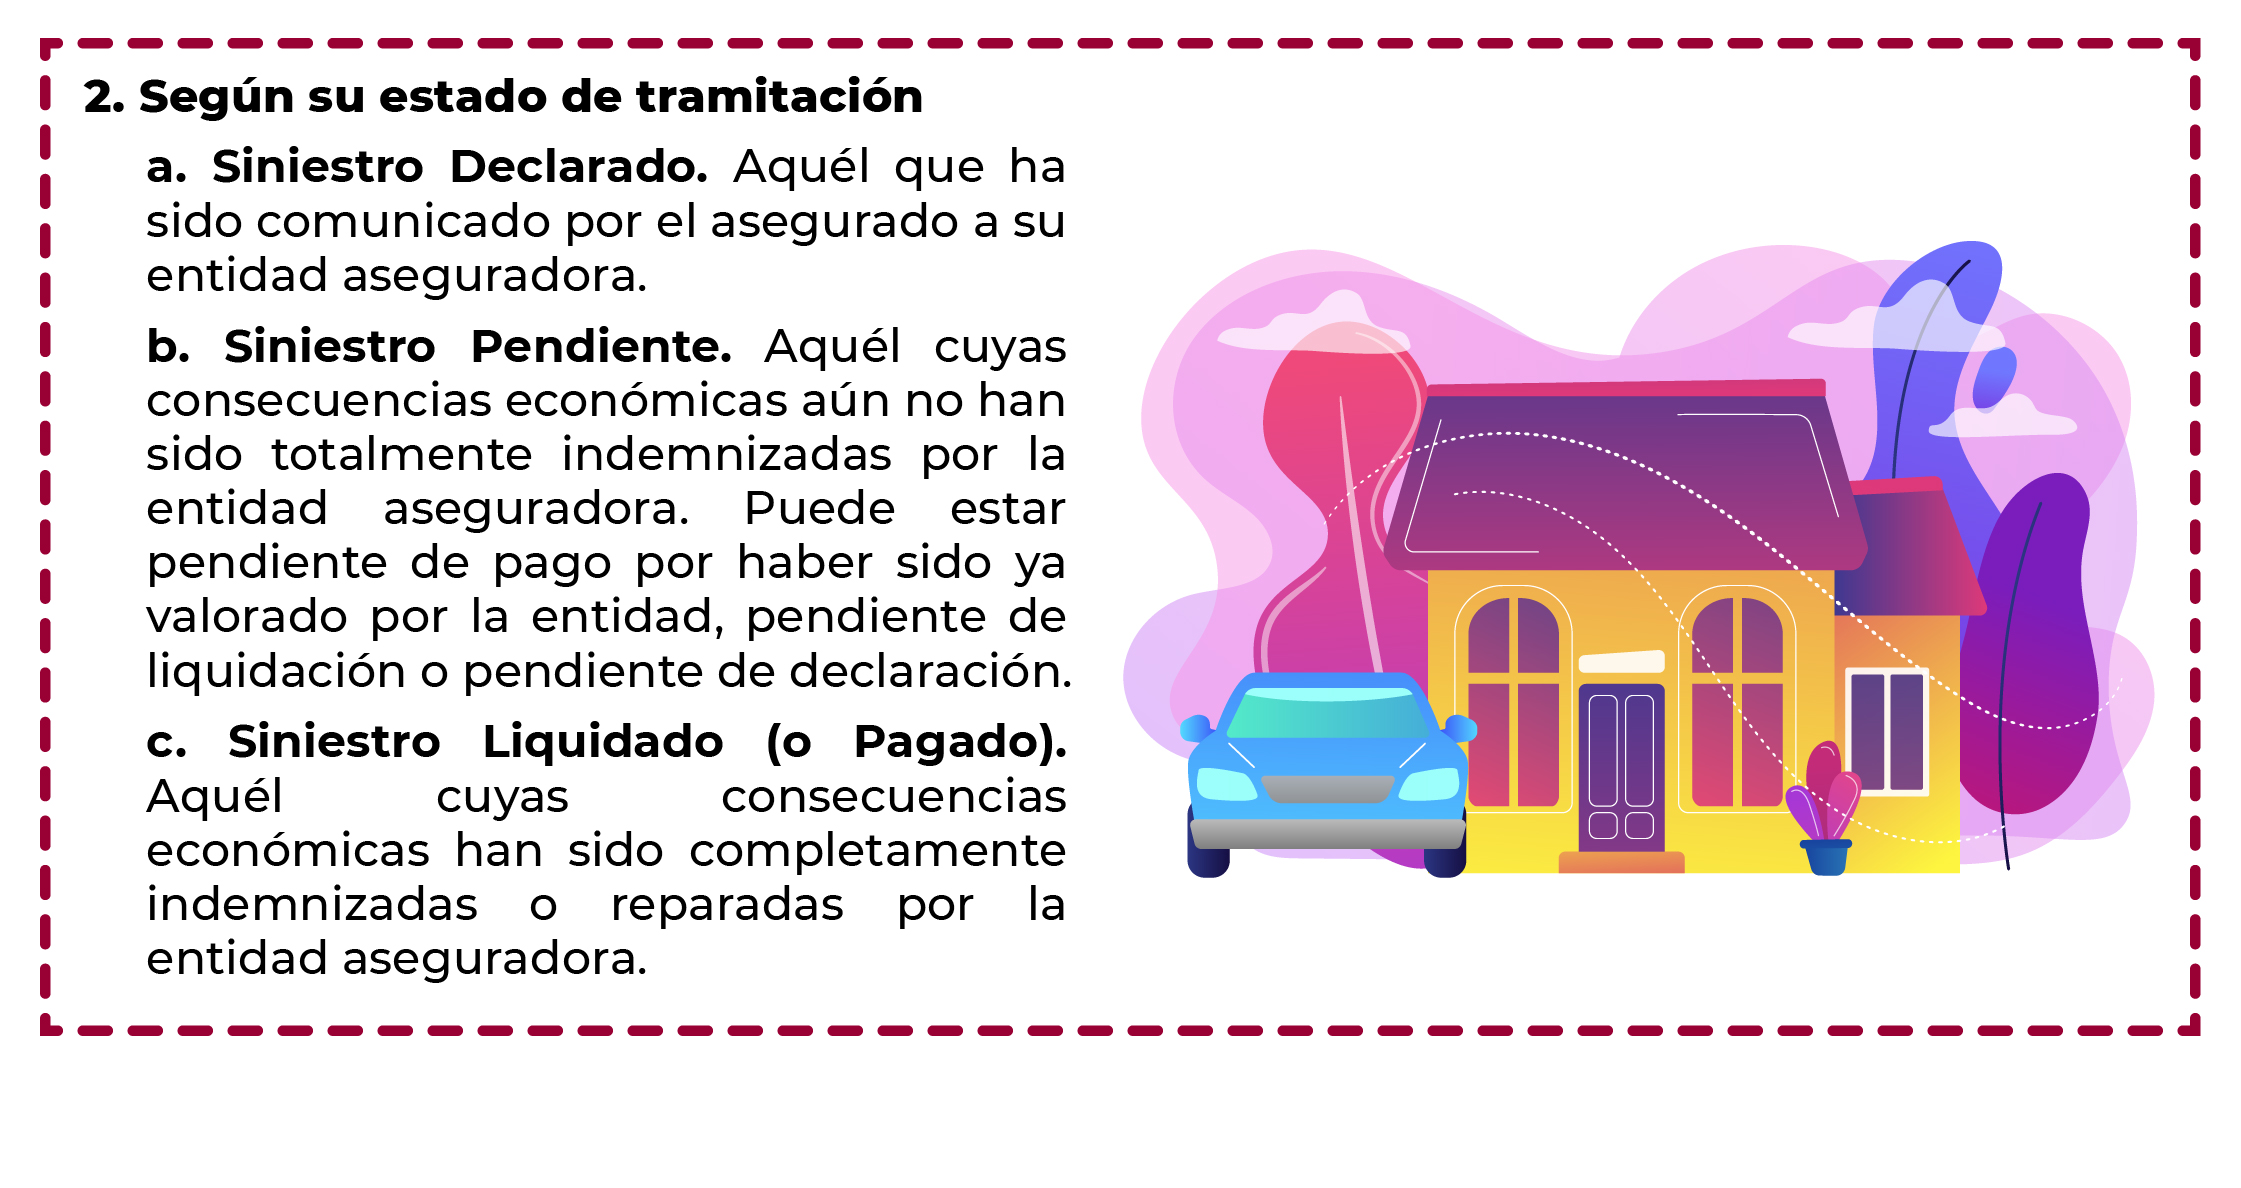 2. Según su estado de tramitación
a. Siniestro Declarado. Aquél que ha
sido comunicado por el asegurado a su
entidad aseguradora.
b. Siniestro Pendiente. Aquél cuyas
consecuencias económicas aún no han
sido totalmente indemnizadas por la
entidad aseguradora. Puede estar
pendiente de pago por haber sido ya
valorado por la entidad, pendiente de
liquidación o pendiente de declaración.
c. Siniestro Liquidado (o Pagado).
Aquél cuyas consecuencias
económicas han sido completamente
indemnizadas o reparadas por la
entidad aseguradora.